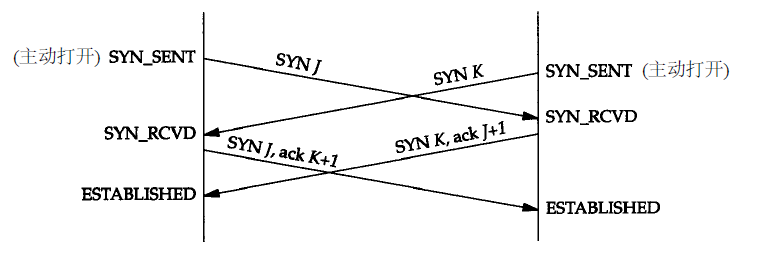 (主动打开) SYN_SENT
SYN J
SYN K
SYN_SENT (主动打开)
SYN_RCVD
SYN_RCVD
SYN J, ack K+1
SYN K, ack J+1
ESTABLISHED
ESTABLISHED